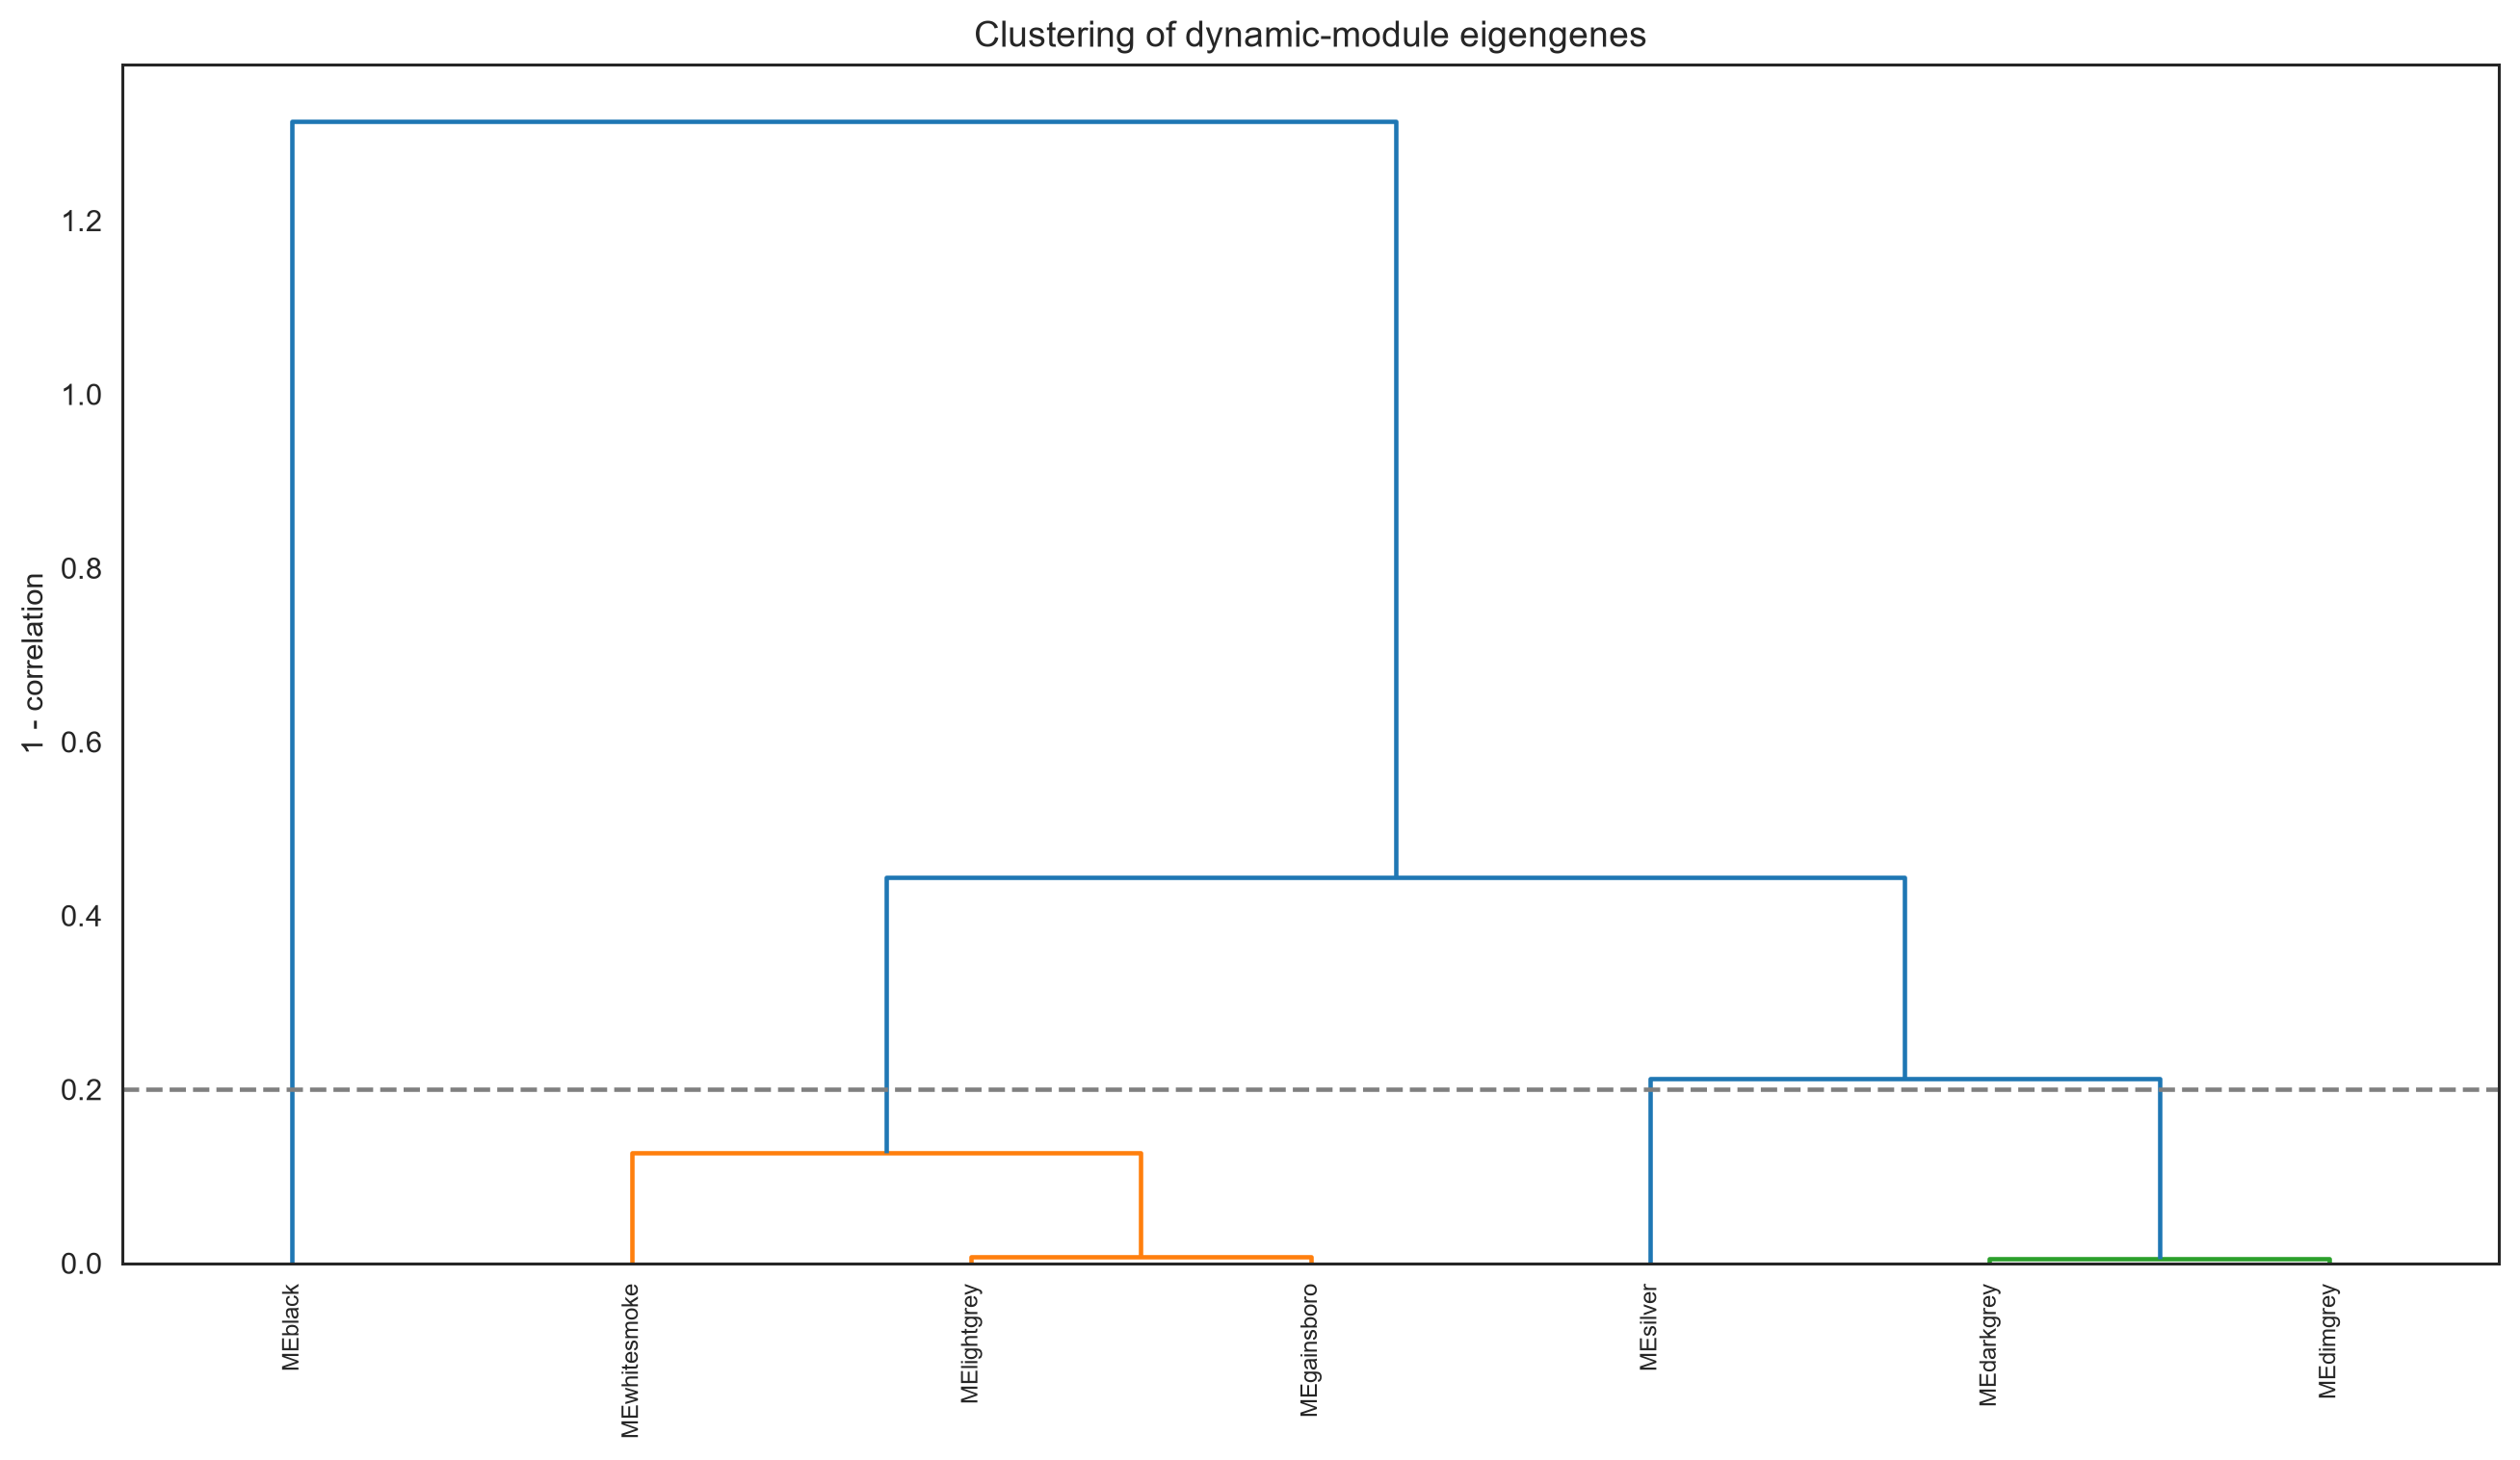 Clustering of dynamic-module eigengenes
1 - correlation
1.2
1.0
0.8
0.6
0.4
0.2
0.0
MEblack
MEwhitesmoke
MElightgrey
MEgainsboro
MEsilver
MEdarkgrey
MEdimgrey